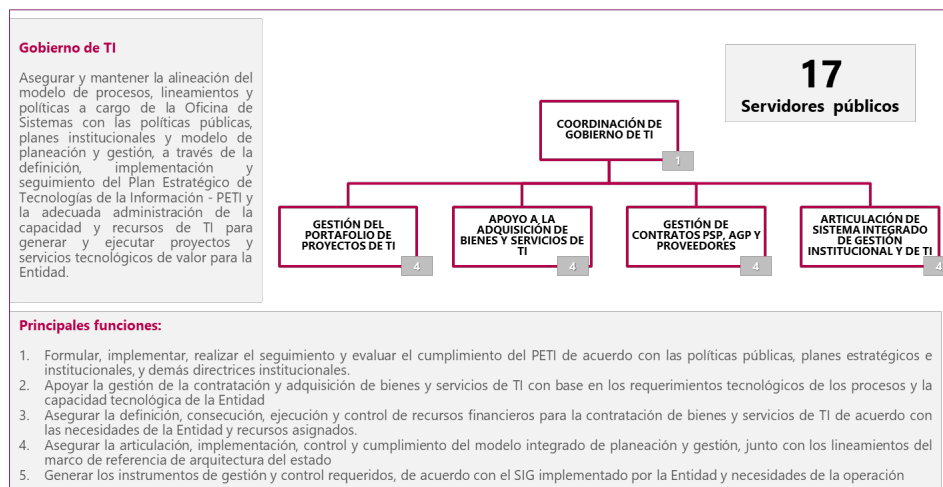 Gobierno de TI
Asegurar y mantener la alineación del
modelo de procesos, lineamientos y
políticas a cargo de la Oficina de
Sistemas con las políticas públicas,
planes institucionales y modelo de
planeación y gestión, a través de la
definición, implementación y
seguimiento del Plan Estratégico de
Tecnologías de la Información - PETI y
la adecuada administración de la
capacidad y recursos de TI para
generar y ejecutar proyectos y
servicios tecnológicos de valor para la
Entidad.
17
Servidores públicos
COORDINACIÓN DE
GOBIERNO DE TI
1
GESTIÓN DEL
PORTAFOLIO DE
PROYECTOS DE TI
4
APOYO A LA
ADQUISICIÓN DE
BIENES Y SERVICIOS DE
TI
4
GESTIÓN DE
CONTRATOS PSP, AGP Y
PROVEEDORES
4
ARTICULACIÓN DE
SISTEMA INTEGRADO
DE GESTIÓN
INSTITUCIONAL Y DE TI
4
Principales funciones:
1. Formular, implementar, realizar el seguimiento y evaluar el cumplimiento del PETI de acuerdo con las políticas públicas, planes estratégicos e
institucionales, y demás directrices institucionales.
2. Apoyar la gestión de la contratación y adquisición de bienes y servicios de TI con base en los requerimientos tecnológicos de los procesos y la
capacidad tecnológica de la Entidad
3. Asegurar la definición, consecución, ejecución y control de recursos financieros para la contratación de bienes y servicios de TI de acuerdo con
las necesidades de la Entidad y recursos asignados.
4. Asegurar la articulación, implementación, control y cumplimiento del modelo integrado de planeación y gestión, junto con los lineamientos del
marco de referencia de arquitectura del estado
5. Generar los instrumentos de gestión y control requeridos, de acuerdo con el SIG implementado por la Entidad y necesidades de la operación